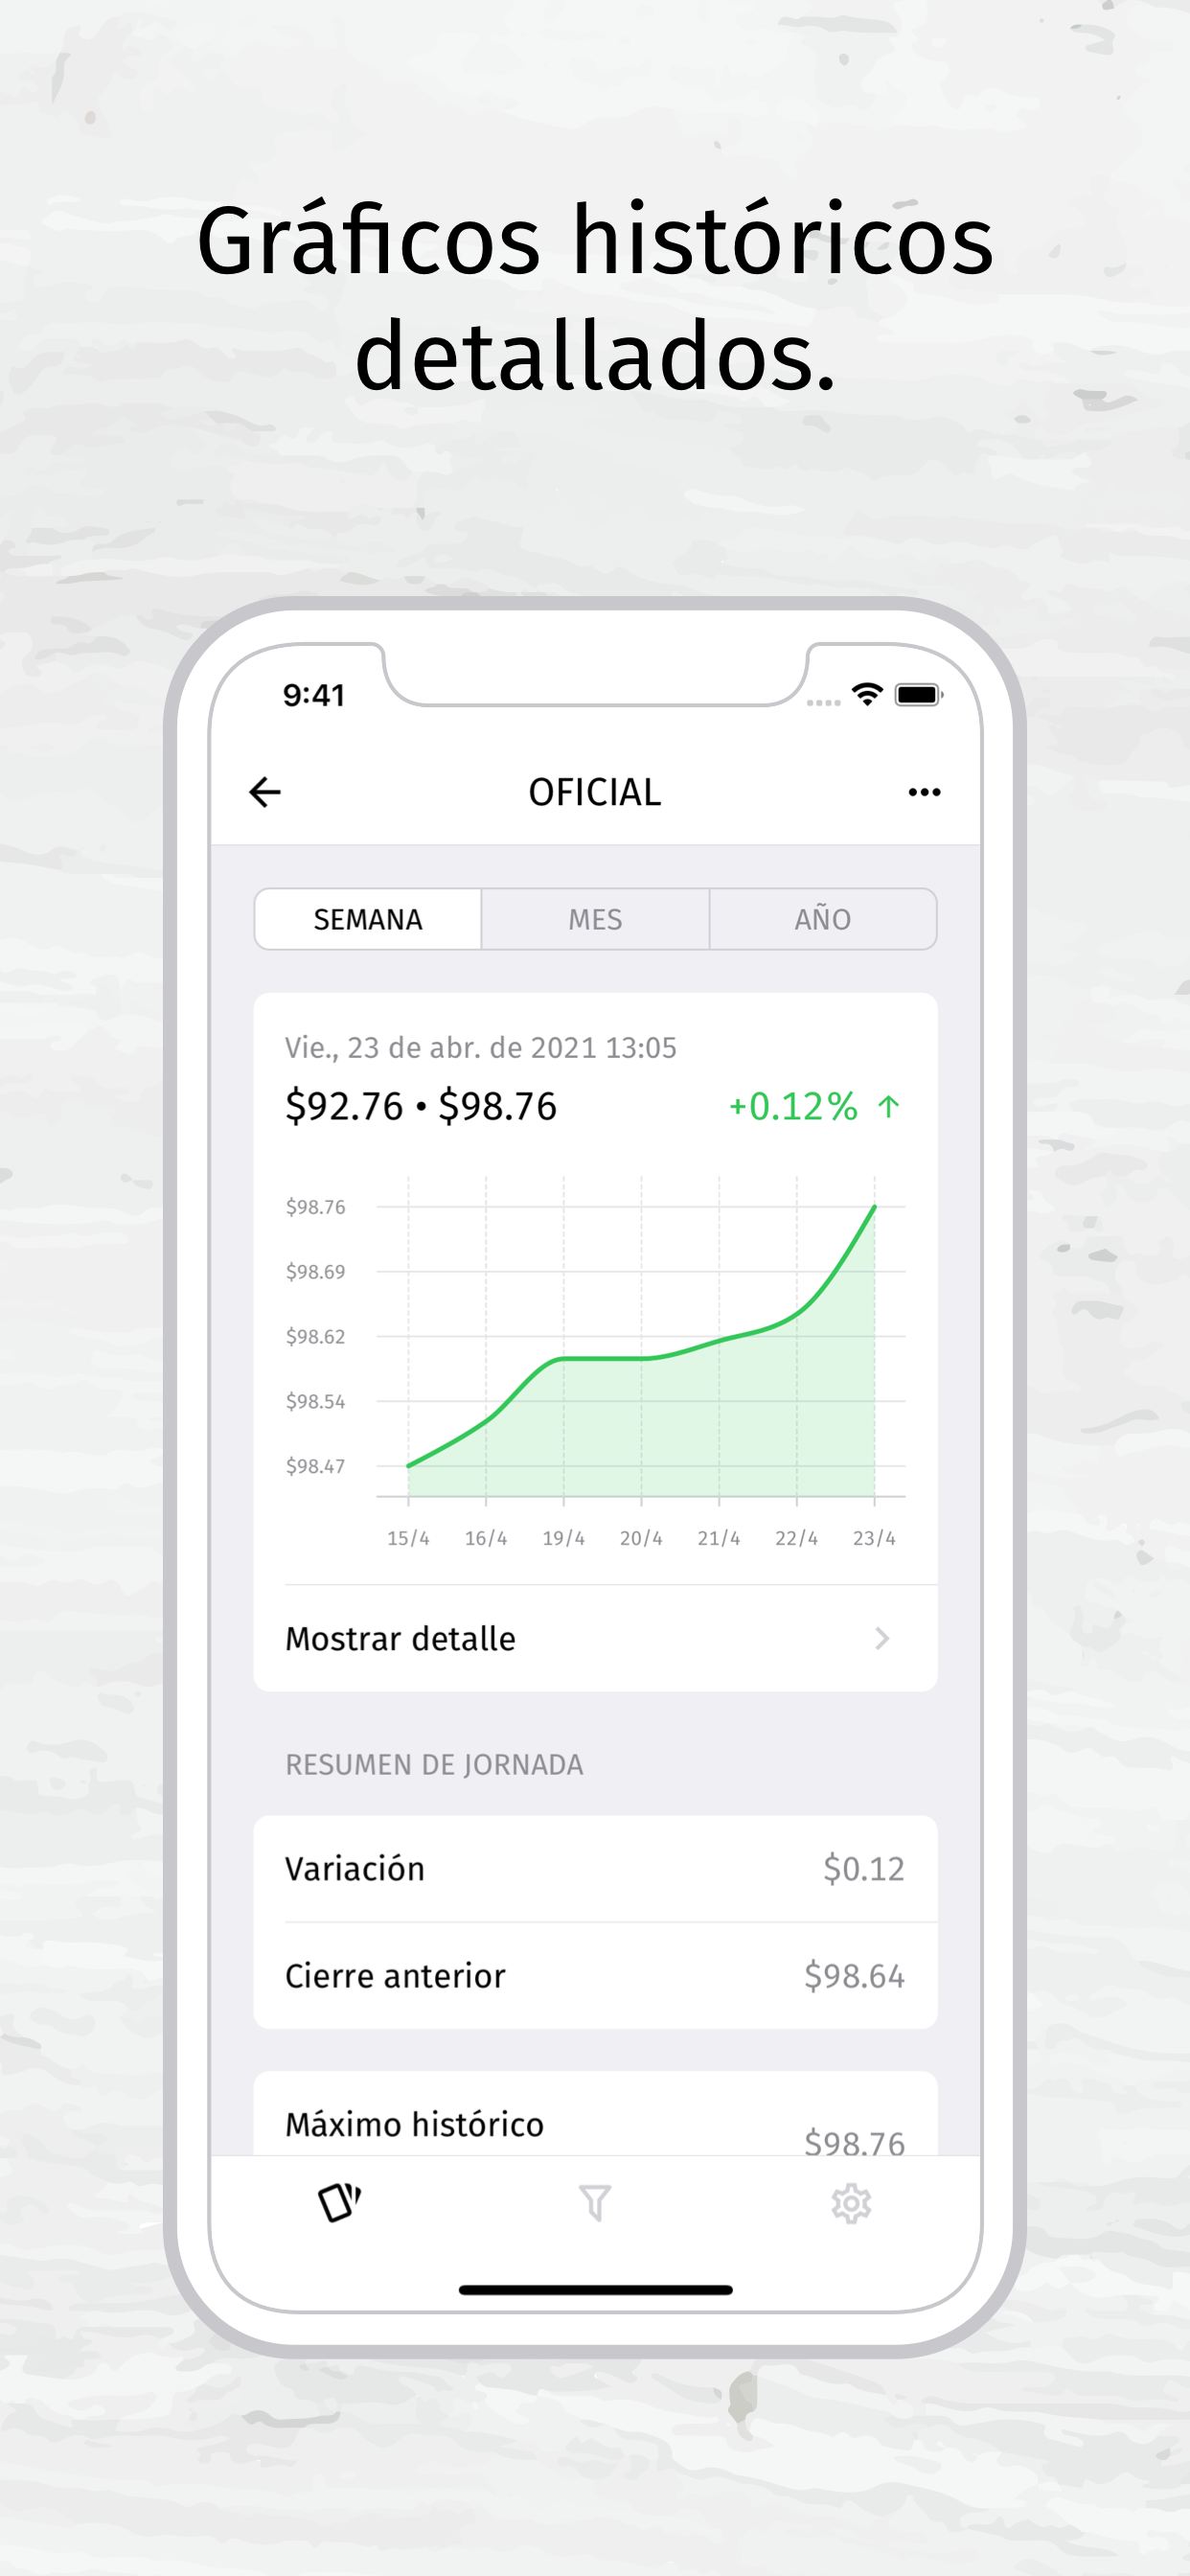 Gráficos históricos
detallados.
9:41
OFICIAL
SEMANA MES AÑO
Vie., 23 de abr. de 2021 13:05
$92.76 • $98.76 +0.12% ↑
$98.76
$98.69
$98.62
$98.54
$98.47
15/4 16/4 19/4 20/4 21/4 22/4 23/4
Mostrar detalle
RESUMEN DE JORNADA
Variación $0.12
Cierre anterior $98.64
Máximo histórico $98.76